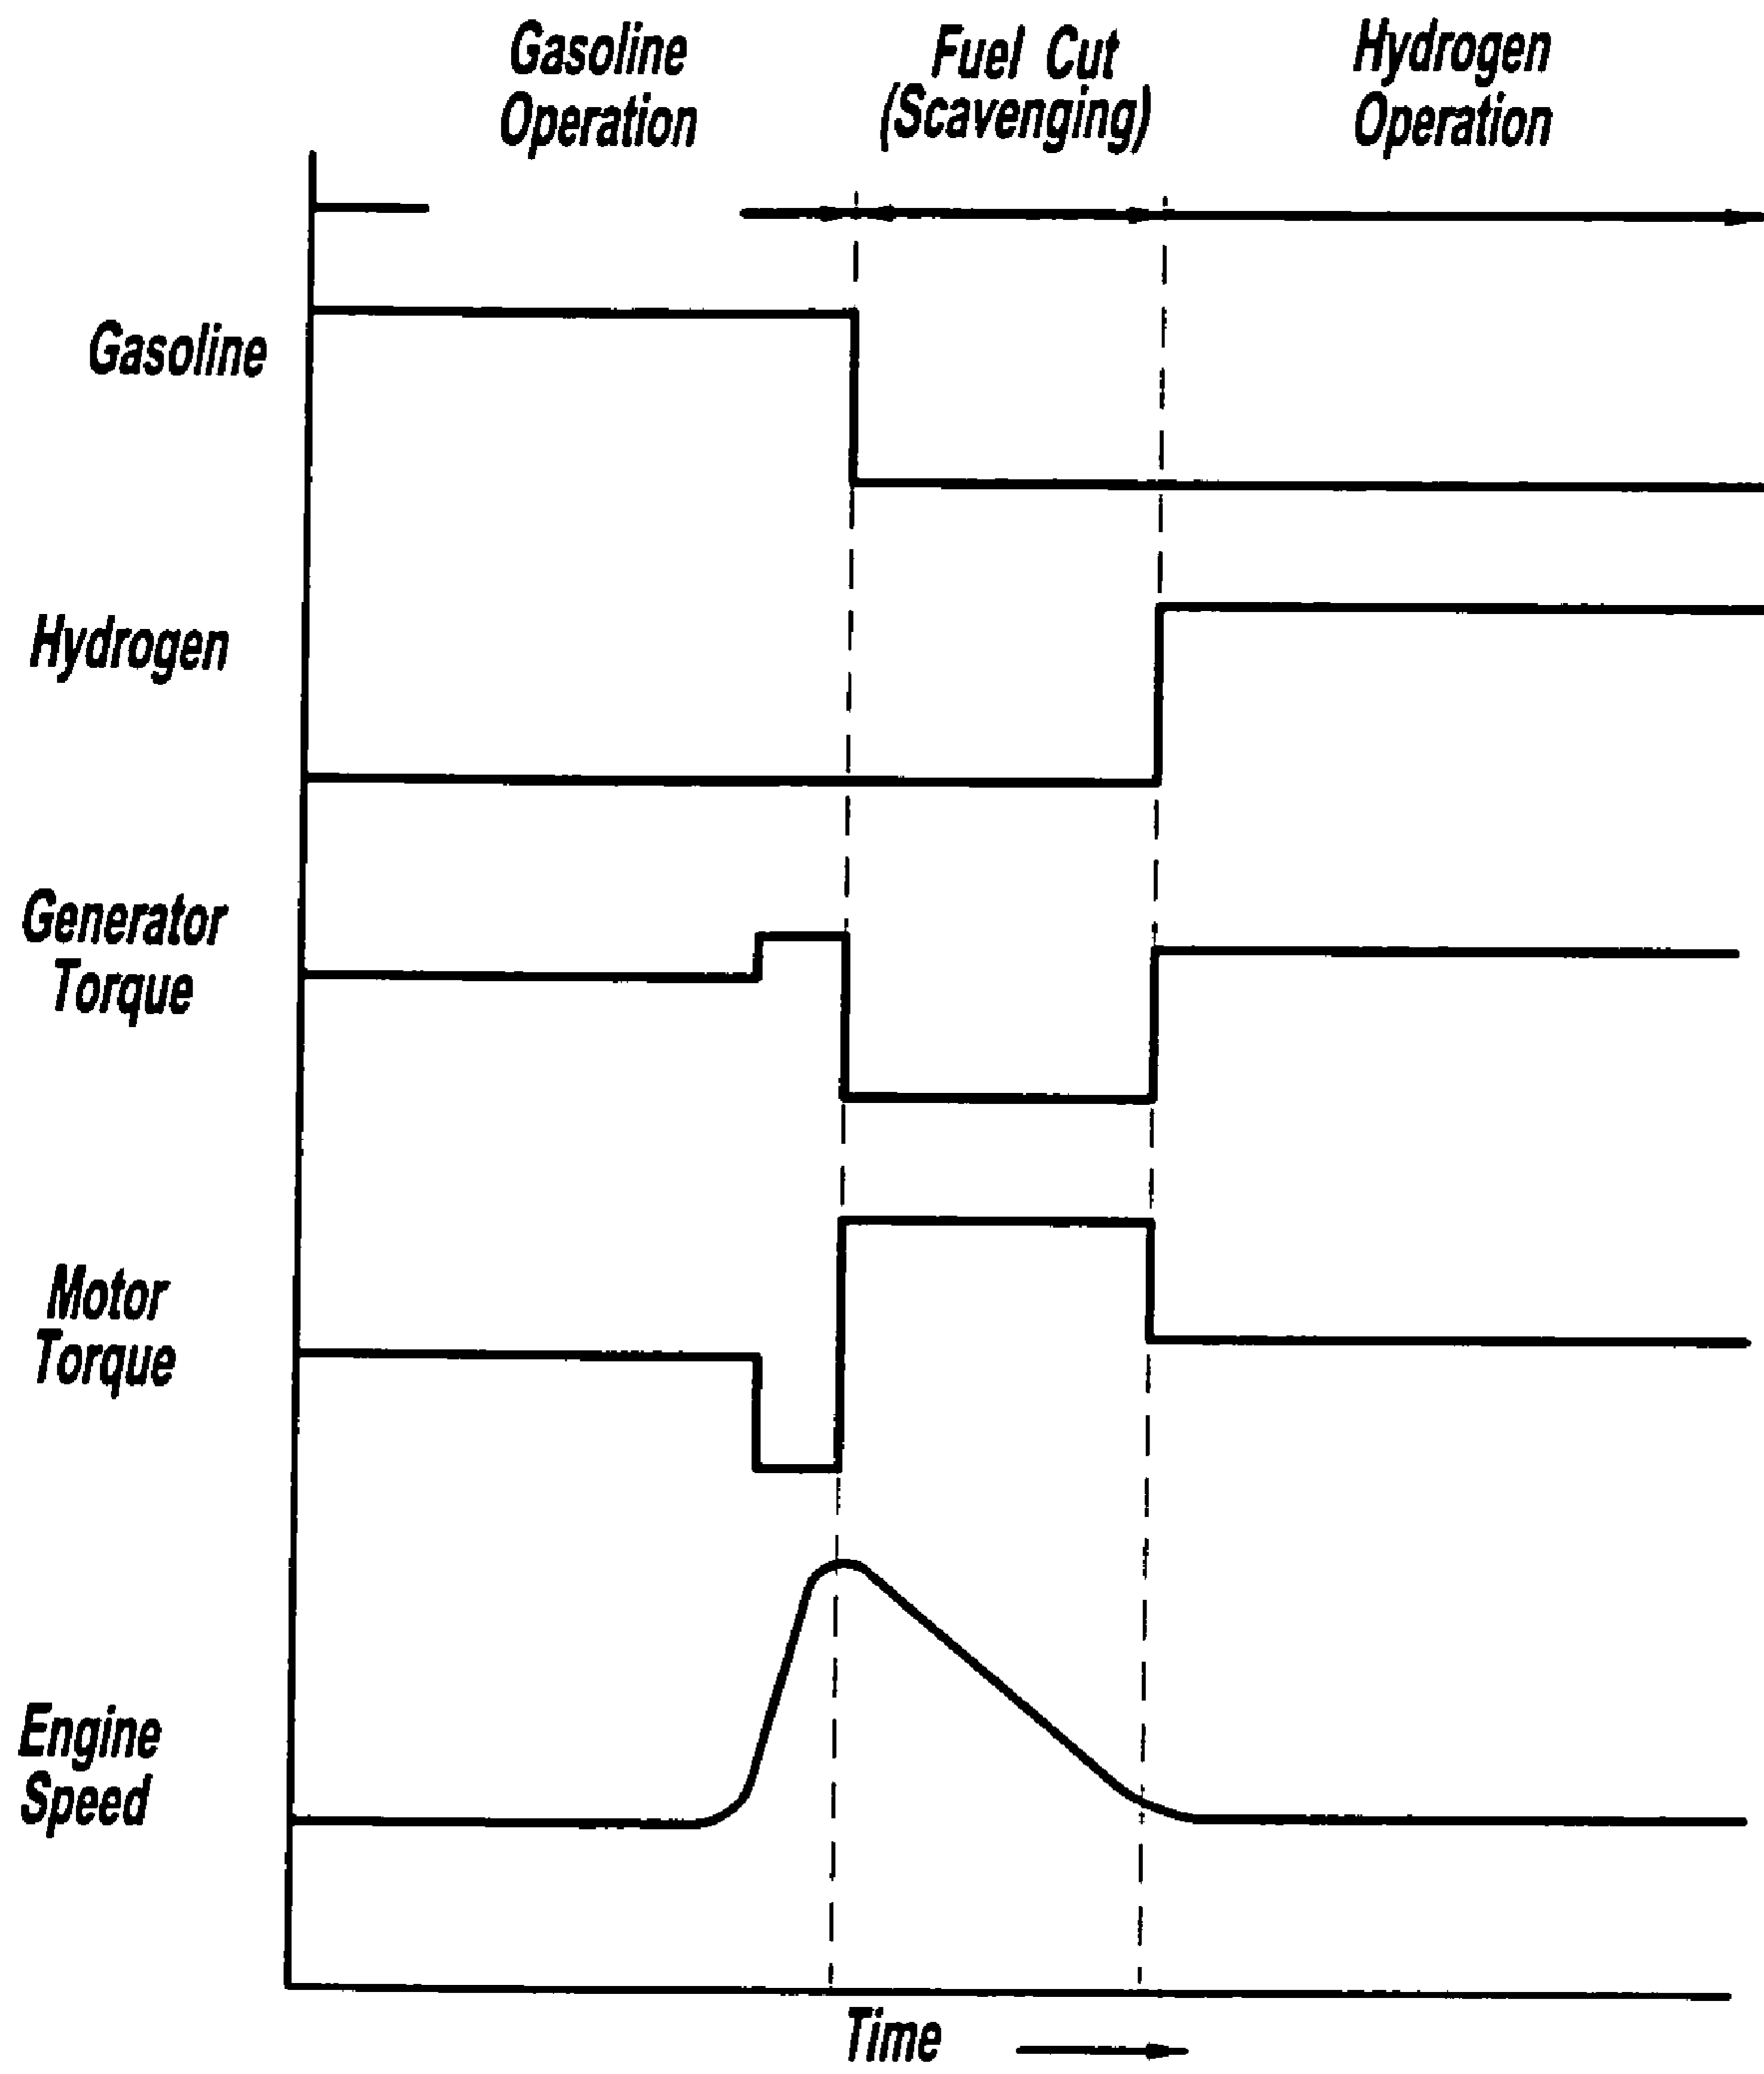 Gasoline
Operation
Fuel Cut
(Scavenging)
Hydrogen
Operation
Gasoline
Hydrogen
Generator
Torque
Motor
Torque
Engine
Speed
Time